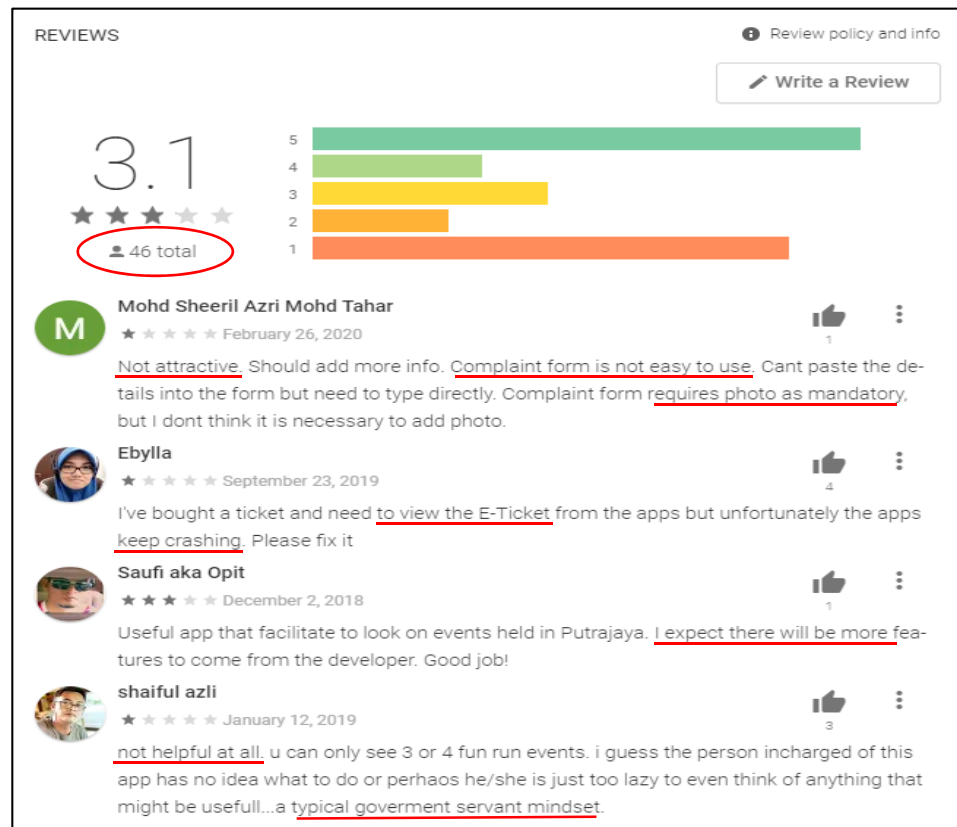 REVIEWS
Review policy and info
Write a Review
3.1
46 total
5
4
3
2
1
M
Mohd Sheeril Azri Mohd Tahar
February 26, 2020
1
Not attractive. Should add more info. Complaint form is not easy to use. Cant paste the de-
tails into the form but need to type directly. Complaint form requires photo as mandatory,
but I dont think it is necessary to add photo.
Ebylla
September 23, 2019
4
I've bought a ticket and need to view the E-Ticket from the apps but unfortunately the apps
keep crashing. Please fix it
Saufi aka Opit
December 2, 2018
1
Useful app that facilitate to look on events held in Putrajaya. I expect there will be more fea-
tures to come from the developer. Good job!
shaiful azli
January 12, 2019
3
not helpful at all. u can only see 3 or 4 fun run events. i guess the person incharged of this
app has no idea what to do or perhaos he/she is just too lazy to even think of anything that
might be usefull...a typical goverment servant mindset.